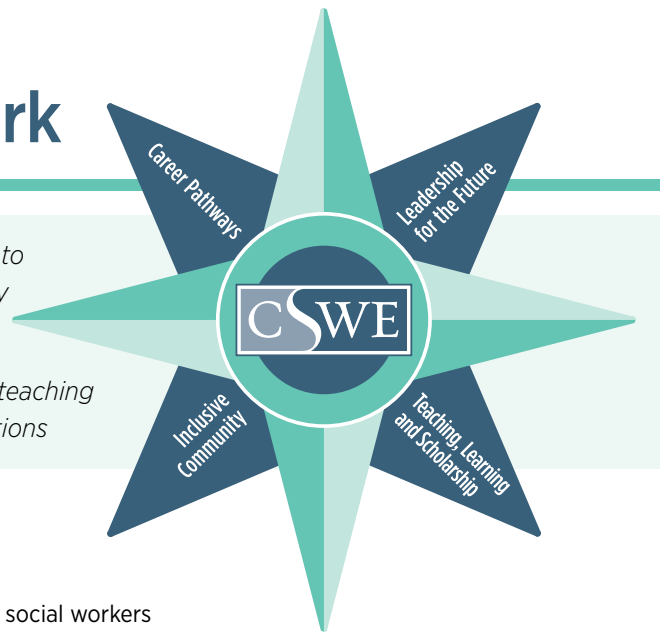 rk
Career Pathways
Leadership
for the Future
to
y
CSWE
teaching
tions
Inclusive
Community
Teaching, Learning
and Scholarship
social workers